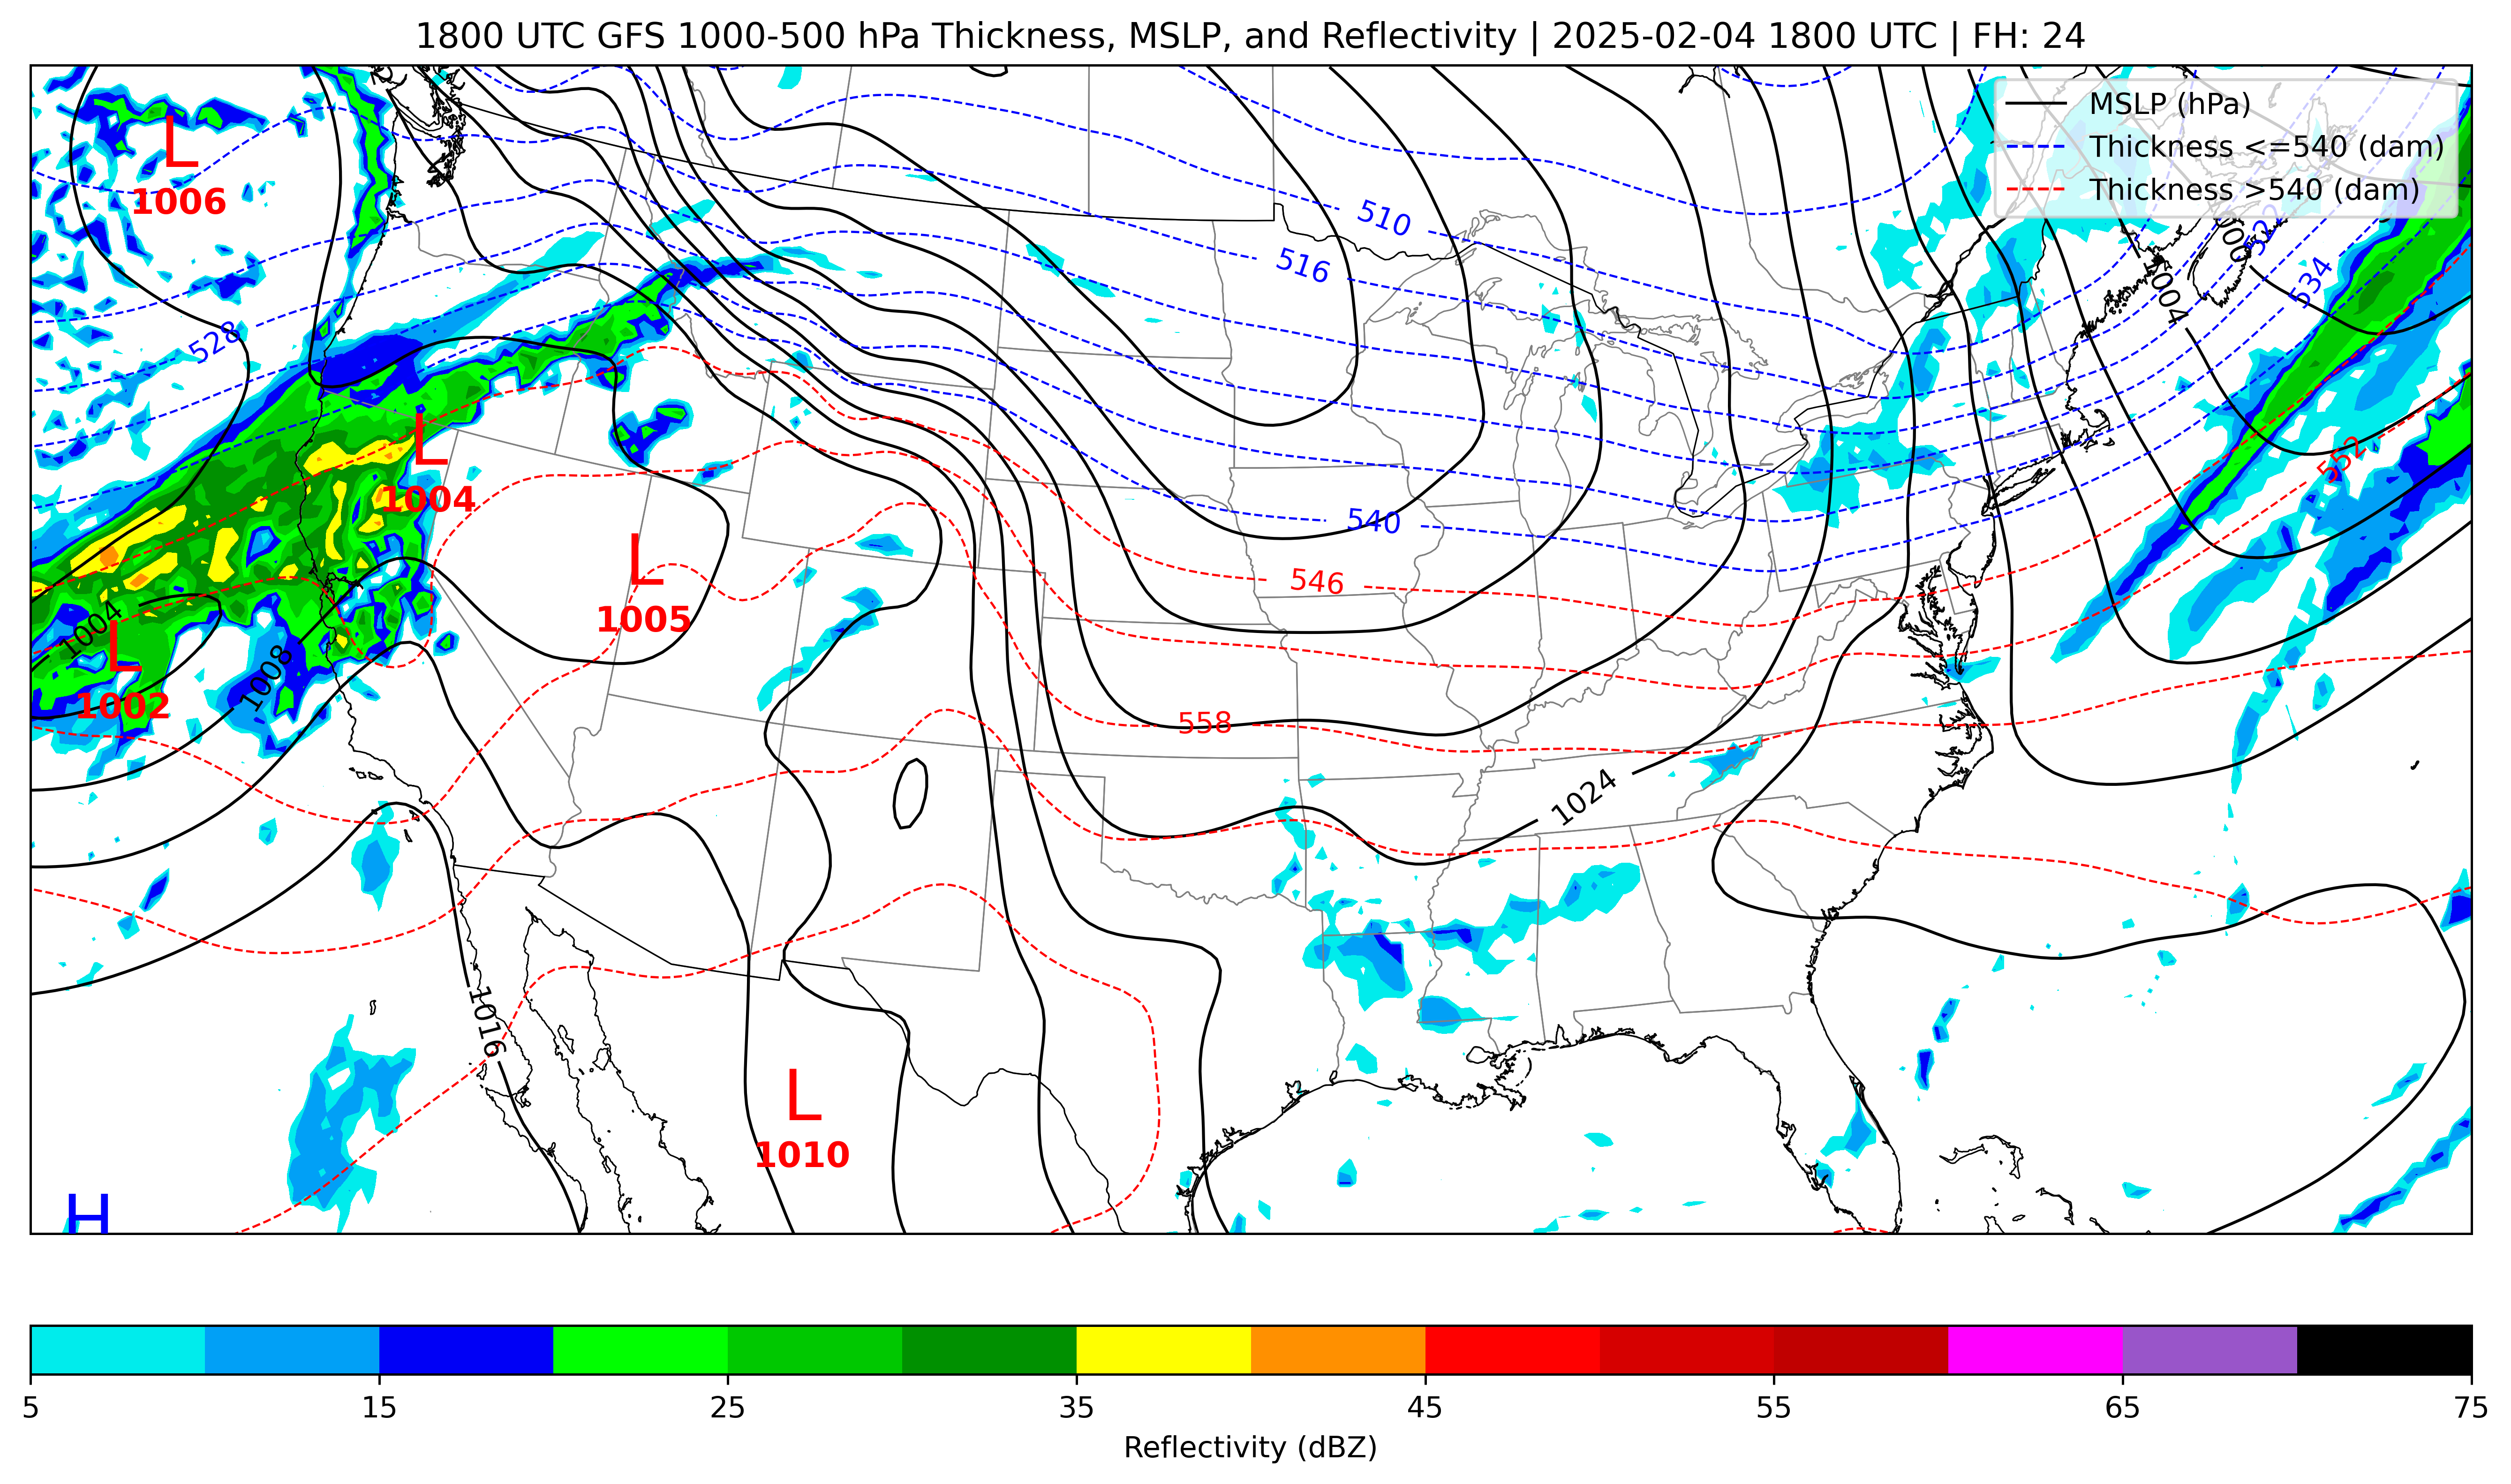 1800 UTC GFS 1000-500 hPa Thickness, MSLP, and Reflectivity | 2025-02-04 1800 UTC | FH: 24
MSLP (hPa)
Thickness <=540 (dam)
Thickness >540 (dam)
L
1006
510
516
522
534
1004
528
L
1004
552
540
L
1005
546
1004
L
1002
1008
558
1024
1016
L
1010
H
5 15 25 35 45 55 65 75
Reflectivity (dBZ)